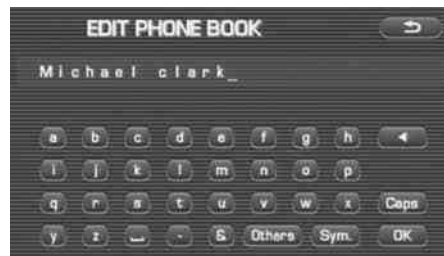 EDIT PHONE BOOK
Michael clark_
a b c d e f g h ◀
i j k l m n o p
q r s t u v w x Caps
y z ␣ - & Others Sym. OK